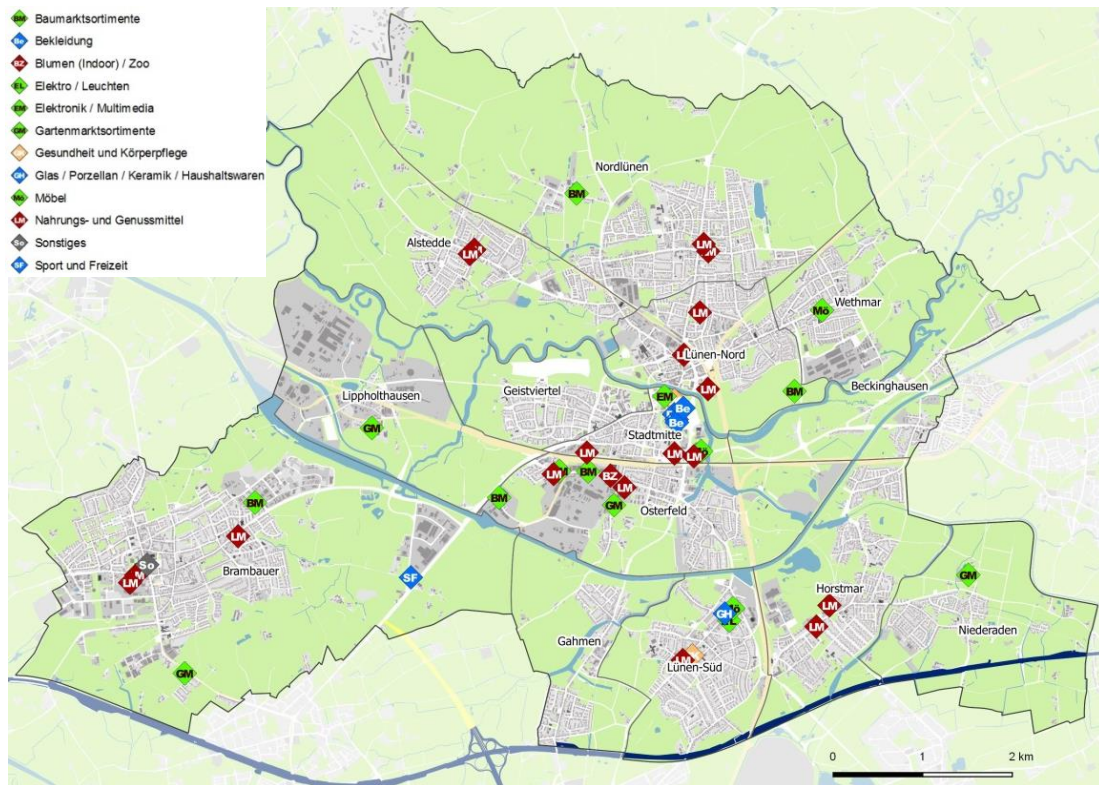 BM Baumarktsortimente
Be Bekleidung
BZ Blumen (Indoor) / Zoo
EL Elektro / Leuchten
EM Elektronik / Multimedia
GM Gartenmarktsortimente
Gesundheit und Körperpflege
GH Glas / Porzellan / Keramik / Haushaltswaren
Mö Möbel
LM Nahrungs- und Genussmittel
So Sonstiges
SF Sport und Freizeit
Nordlünen
BM
Alstedde
LM
LM
LM
Wethmar
Mö
LM
Lünen-Nord
Geistviertel
Lippholthausen
Beckinghausen
BM
LM
EM
Be
Be
GM
Stadtmitte
LM
LM
LM
LM
BM
BZ
LM
GM
Osterfeld
BM
BM
LM
Brambauer
So
LM
SF
GM
GM
Horstmar
LM
LM
Niederaden
Mö
GH
Gahmen
LM
Lünen-Süd
0 1 2 km